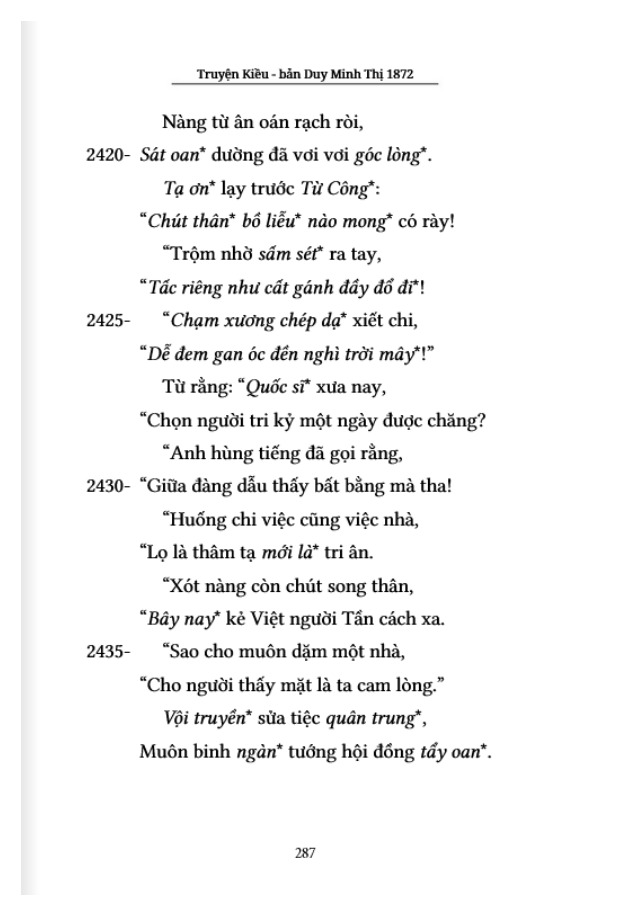 Truyện Kiều - bản Duy Minh Thị 1872
Nàng từ ân oán rạch ròi,
2420- Sát oan* dường đã vơi vơi góc lòng*.
Tạ ơn* lạy trước Từ Công*:
“Chút thân* bồ liễu* nào mong* có rày!
“Trộm nhờ sấm sét* ra tay,
“Tấc riêng như cất gánh đầy đổ đi*!
2425- “Chạm xương chép dạ* xiết chi,
“Dễ đem gan óc đền nghì trời mây*!”
Từ rằng: “Quốc sĩ* xưa nay,
“Chọn người tri kỷ một ngày được chăng?
“Anh hùng tiếng đã gọi rằng,
2430- “Giữa đàng dẫu thấy bất bằng mà tha!
“Huống chi việc cũng việc nhà,
“Lọ là thâm tạ mới là* tri ân.
“Xót nàng còn chút song thân,
“Bây nay* kẻ Việt người Tần cách xa.
2435- “Sao cho muôn dặm một nhà,
“Cho người thấy mặt là ta cam lòng.”
Vội truyền* sửa tiệc quân trung*,
Muôn binh ngàn* tướng hội đồng tẩy oan*.
287